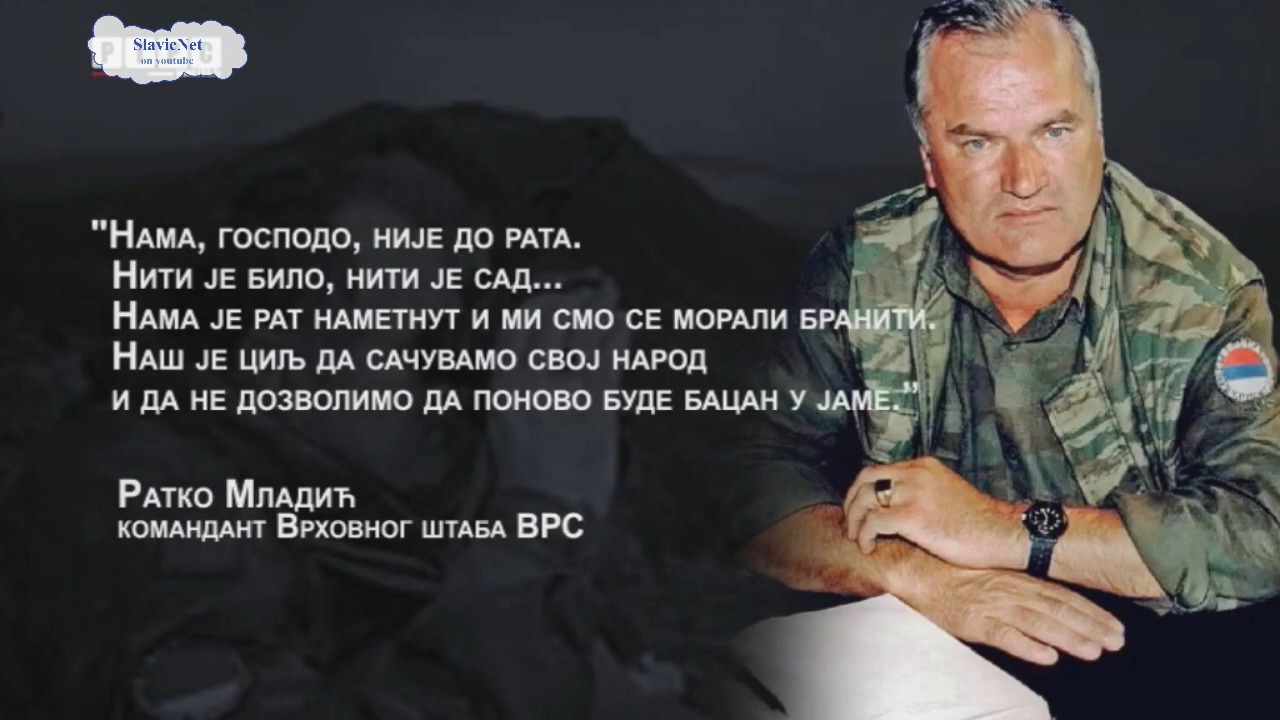 SlavicNet
on youtube
"НАМА, ГОСПОДО, НИЈЕ ДО РАТА.
НИТИ ЈЕ БИЛО, НИТИ ЈЕ САД...
НАМА ЈЕ РАТ НАМЕТНУТ И МИ СМО СЕ МОРАЛИ БРАНИТИ.
НАШ ЈЕ ЦИЉ ДА САЧУВАМО СВОЈ НАРОД
И ДА НЕ ДОЗВОЛИМО ДА ПОНОВО БУДЕ БАЦАН У ЈАМЕ.”
РАТКО МЛАДИЋ
КОМАНДАНТ ВРХОВНОГ ШТАБА ВРС